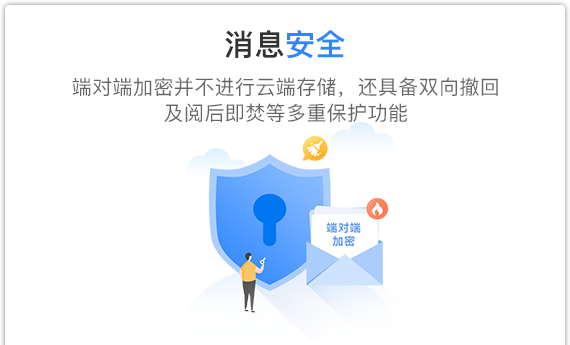 消息安全
端对端加密并不进行云端存储，还具备双向撤回
及阅后即焚等多重保护功能
端对端
加密